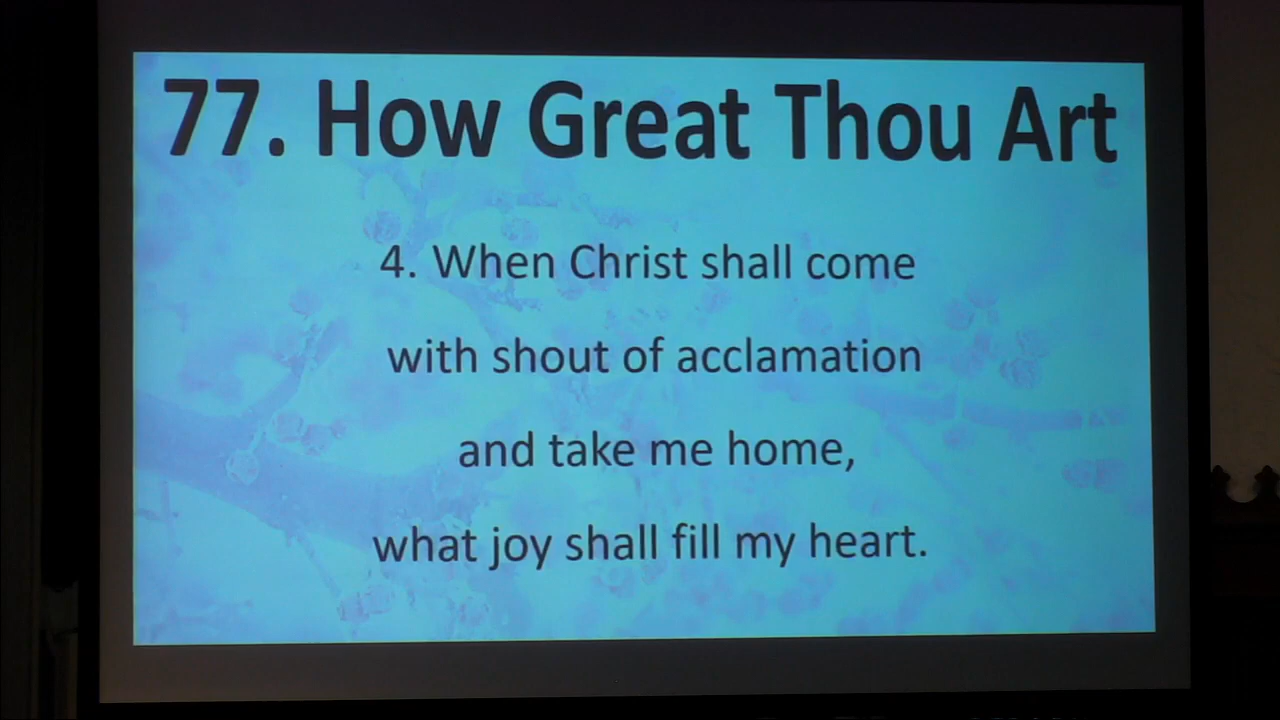 77. How Great Thou Art
4. When Christ shall come
with shout of acclamation
and take me home,
what joy shall fill my heart.